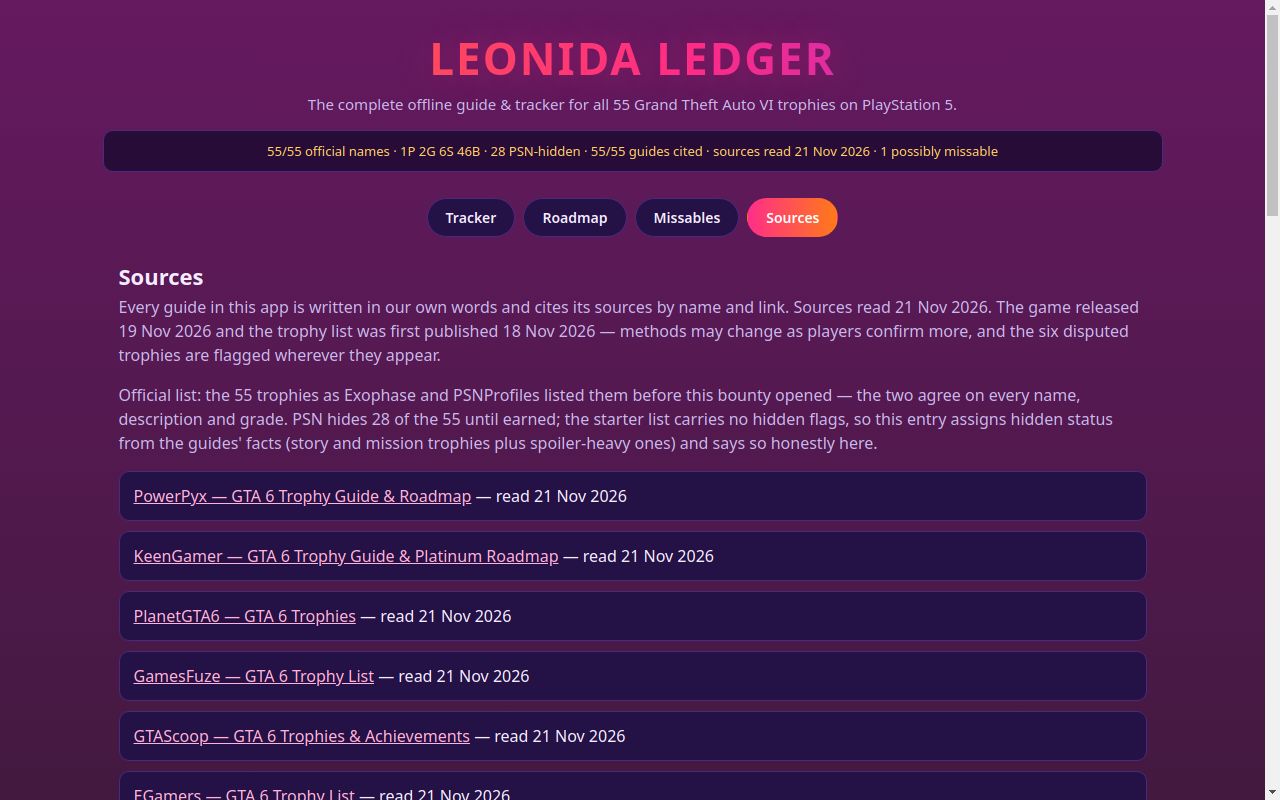 LEONIDA LEDGER
The complete offline guide & tracker for all 55 Grand Theft Auto VI trophies on PlayStation 5.
55/55 official names · 1P 2G 6S 46B · 28 PSN-hidden · 55/55 guides cited · sources read 21 Nov 2026 · 1 possibly missable
Tracker Roadmap Missables Sources
Sources
Every guide in this app is written in our own words and cites its sources by name and link. Sources read 21 Nov 2026. The game released
19 Nov 2026 and the trophy list was first published 18 Nov 2026 — methods may change as players confirm more, and the six disputed
trophies are flagged wherever they appear.
Official list: the 55 trophies as Exophase and PSNProfiles listed them before this bounty opened — the two agree on every name,
description and grade. PSN hides 28 of the 55 until earned; the starter list carries no hidden flags, so this entry assigns hidden status
from the guides' facts (story and mission trophies plus spoiler-heavy ones) and says so honestly here.
PowerPyx — GTA 6 Trophy Guide & Roadmap — read 21 Nov 2026
KeenGamer — GTA 6 Trophy Guide & Platinum Roadmap — read 21 Nov 2026
PlanetGTA6 — GTA 6 Trophies — read 21 Nov 2026
GamesFuze — GTA 6 Trophy List — read 21 Nov 2026
GTAScoop — GTA 6 Trophies & Achievements — read 21 Nov 2026
EGamers — GTA 6 Trophy List — read 21 Nov 2026